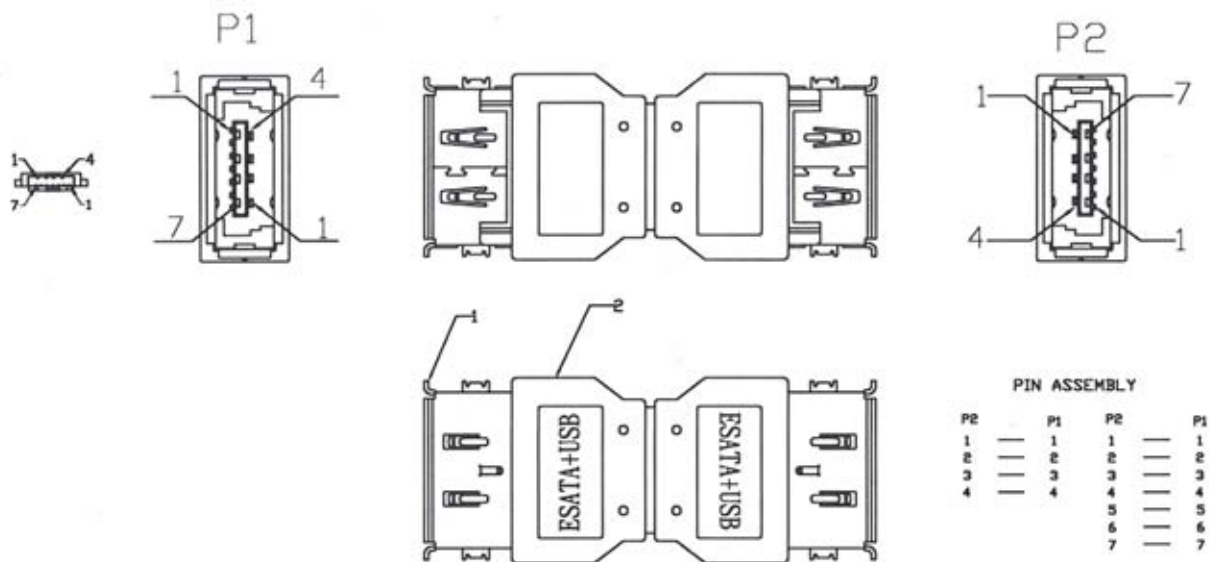 P1
P2
1 4
1 7
1 4
7 1
7 1
4 1
1
2
ESATA+USB
ESATA+USB
PIN ASSEMBLY
P2 P1 P2 P1
1 — 1 1 — 1
2 — 2 2 — 2
3 — 3 3 — 3
4 — 4 4 — 4
5 — 5
6 — 6
7 — 7